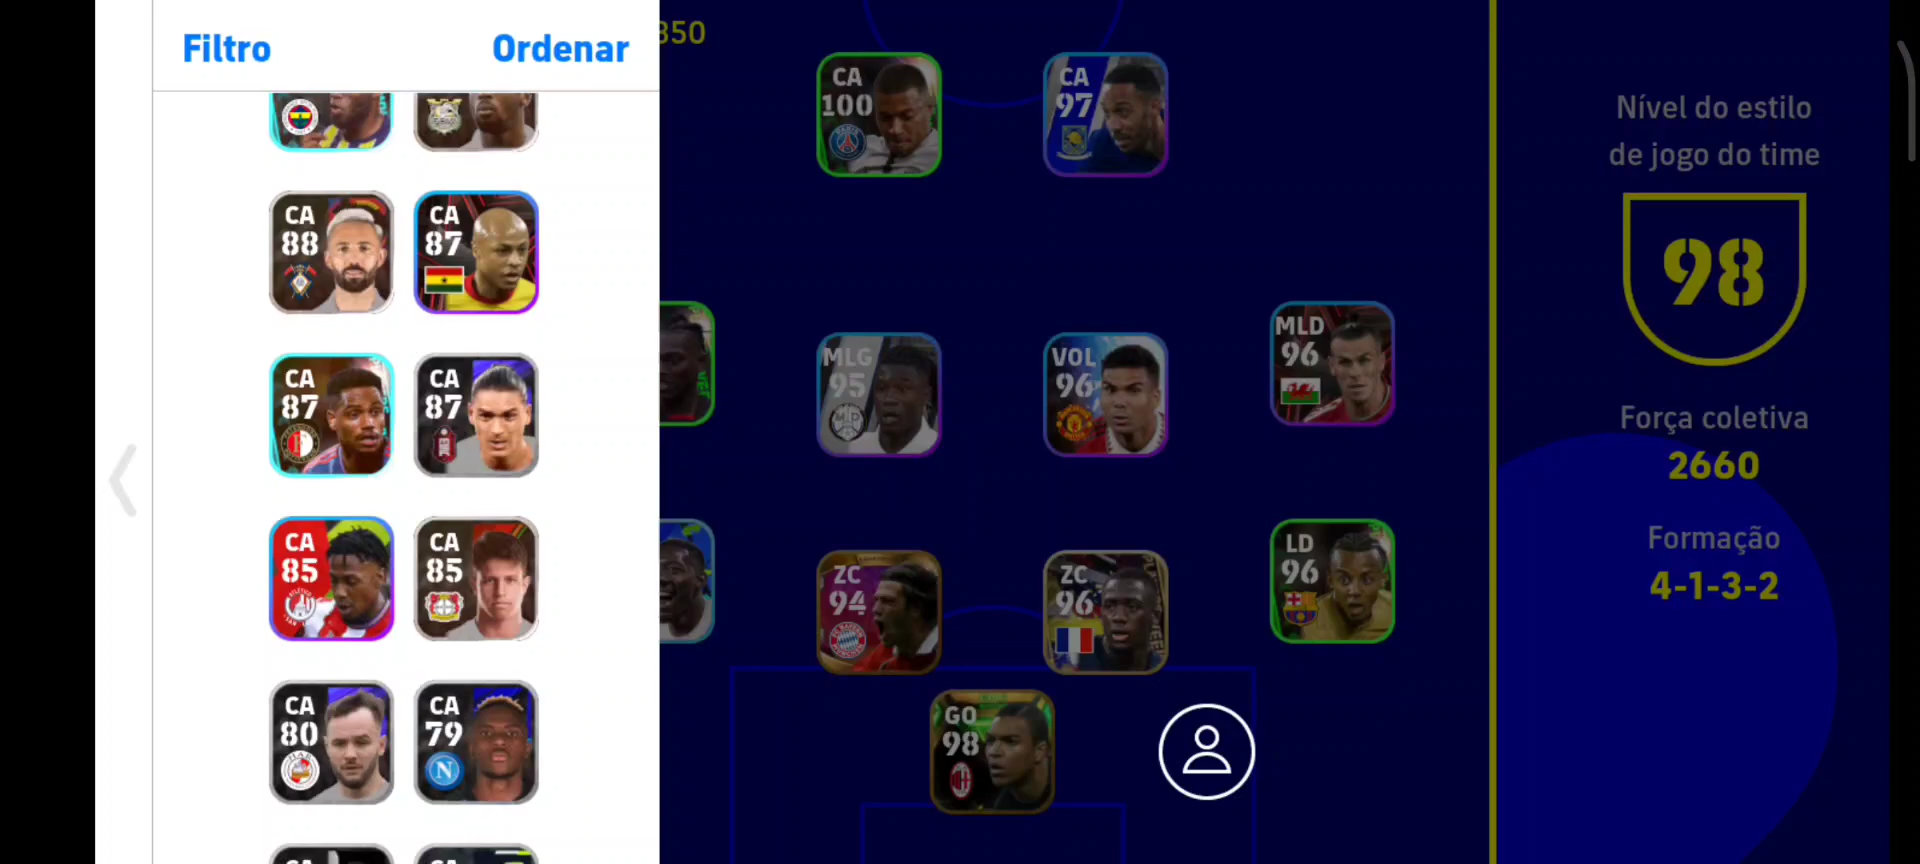 Filtro
Ordenar
350
CA
88
CA
87
CA
87
CA
87
CA
85
CA
85
CA
80
CA
79
N
CA
CA
CA
100
CA
97
MLG
95
VOL
96
MLD
96
ZC
94
ZC
96
LD
96
GO
98
Nível do estilo
de jogo do time
98
Força coletiva
2660
Formação
4-1-3-2